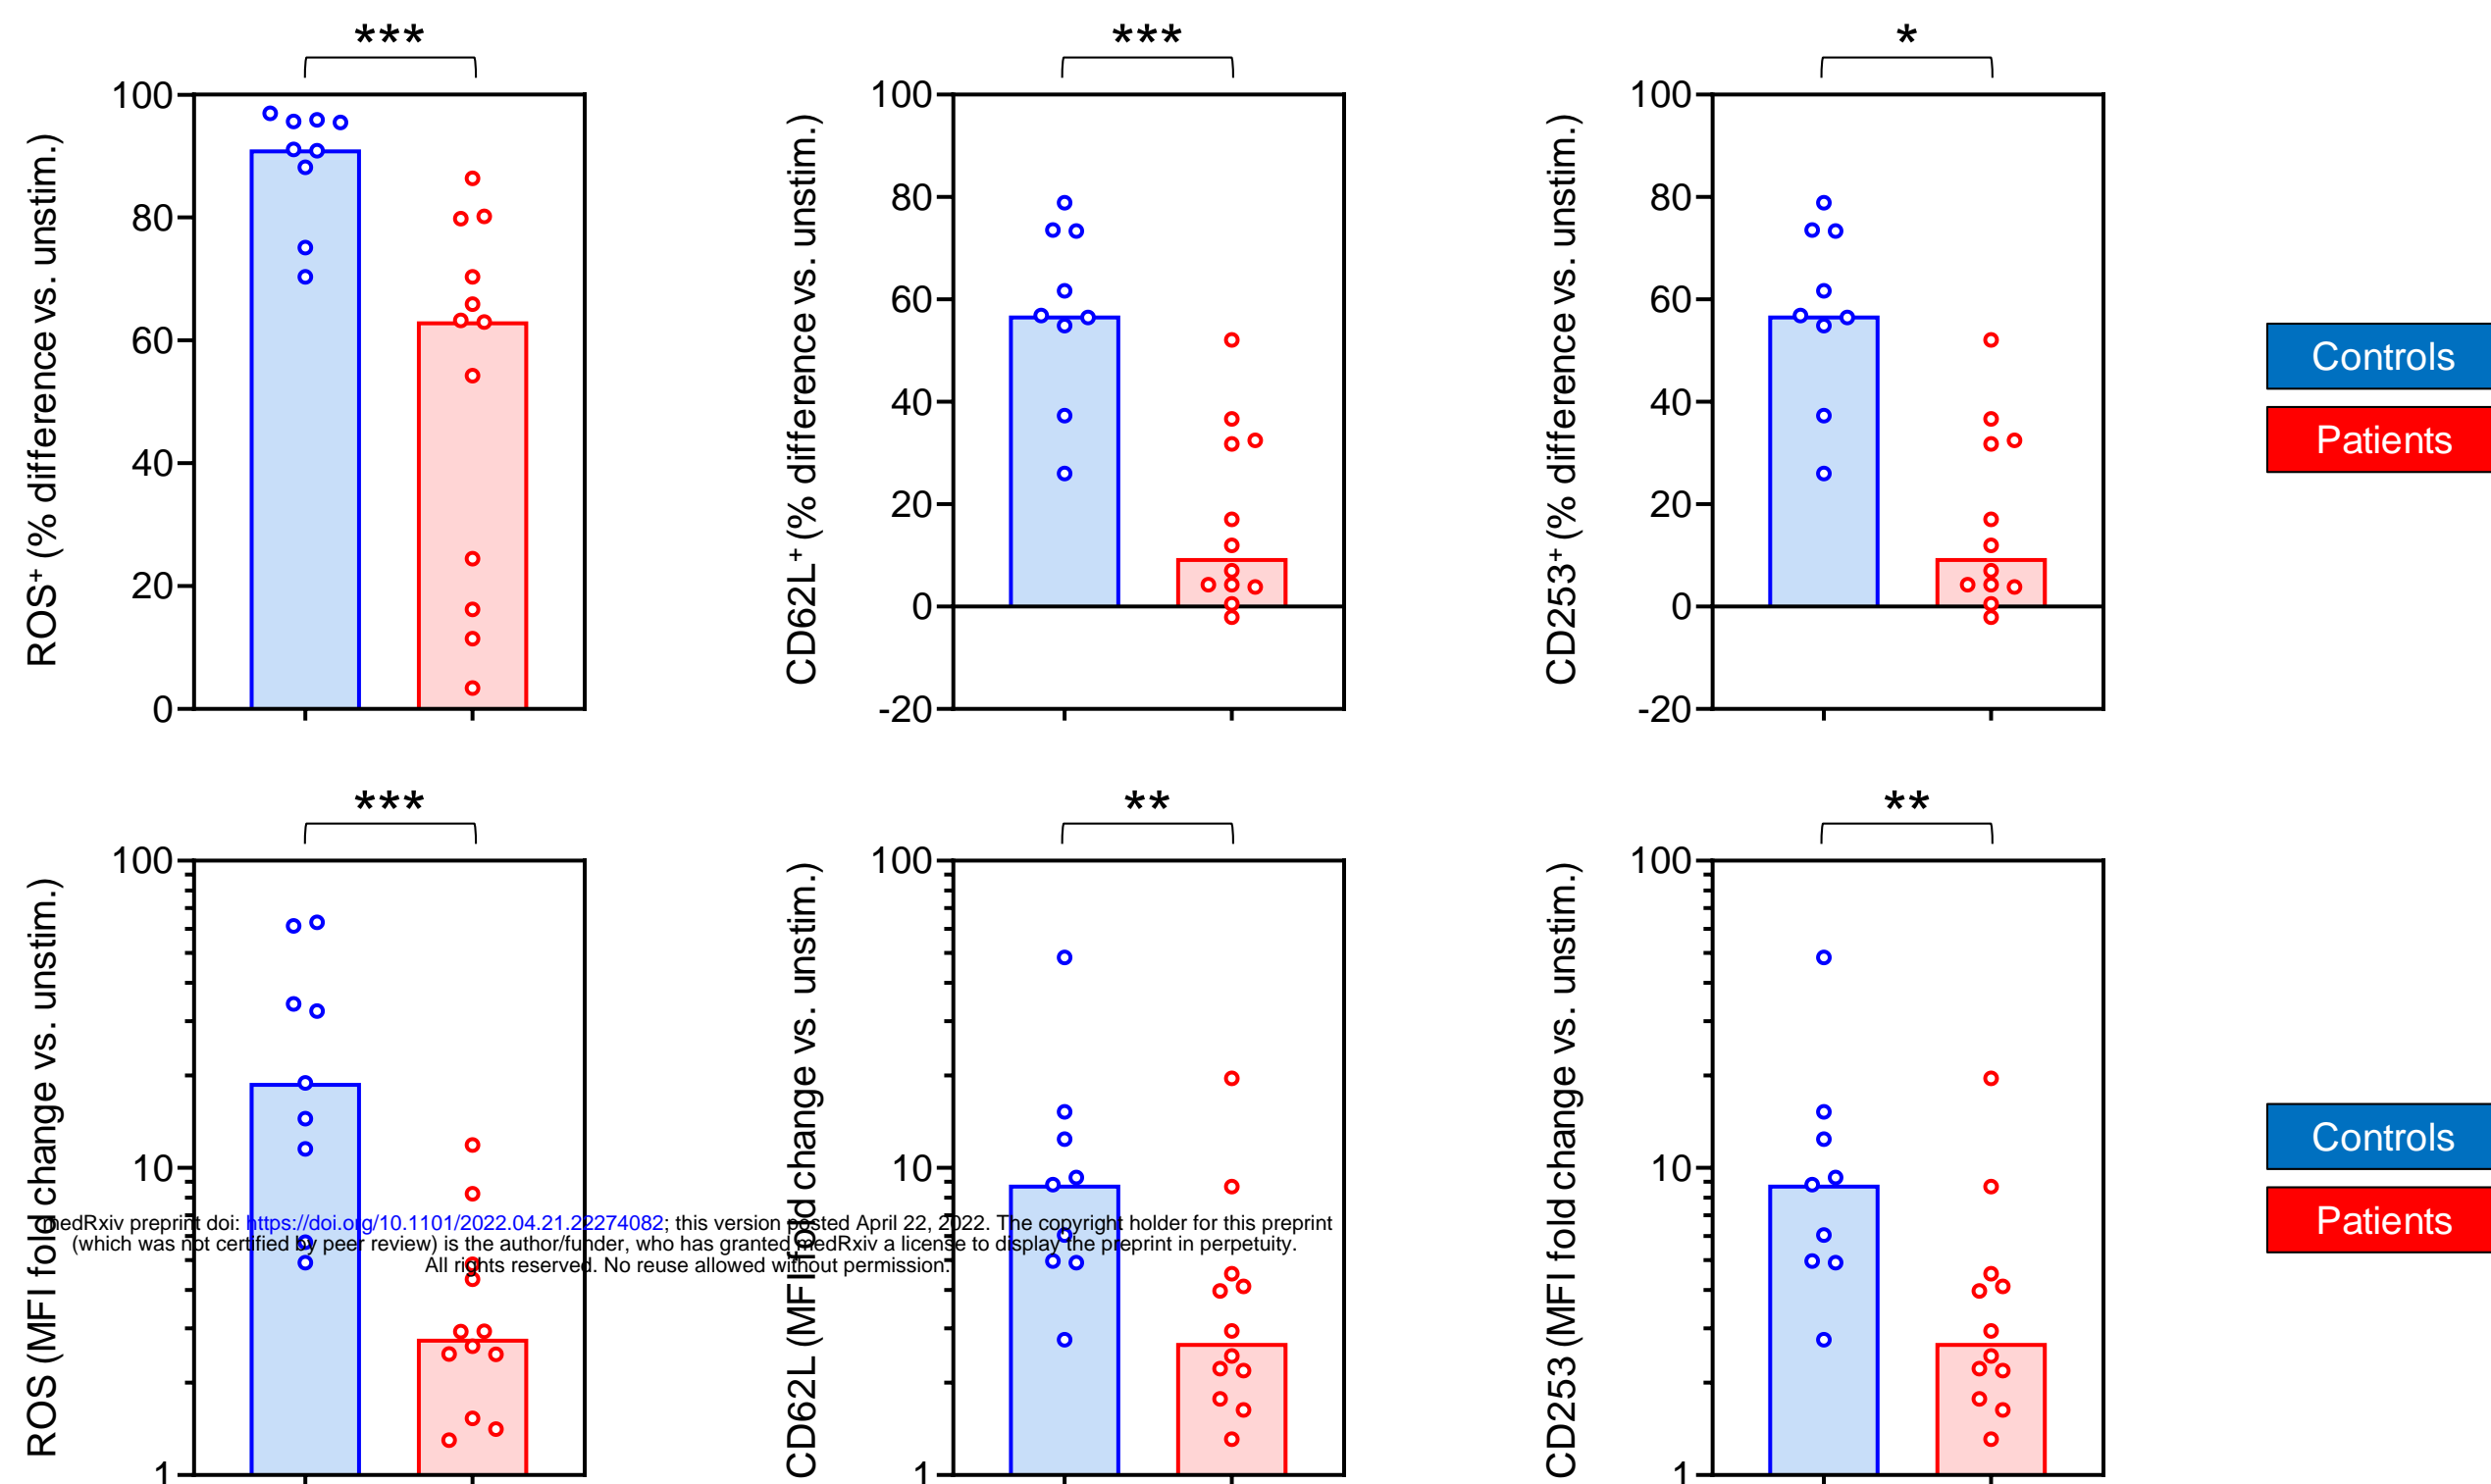 ***
***
*
ROS⁺ (% difference vs. unstim.)
100
80
60
40
20
0
CD62L⁺ (% difference vs. unstim.)
100
80
60
40
20
0
-20
CD253⁺ (% difference vs. unstim.)
100
80
60
40
20
0
-20
Controls
Patients
***
**
**
ROS (MFI fold change vs. unstim.)
100
10
1
CD62L (MFI fold change vs. unstim.)
100
10
1
CD253 (MFI fold change vs. unstim.)
100
10
1
Controls
Patients
medRxiv preprint doi: https://doi.org/10.1101/2022.04.21.22274082; this version posted April 22, 2022. The copyright holder for this preprint
(which was not certified by peer review) is the author/funder, who has granted medRxiv a license to display the preprint in perpetuity.
All rights reserved. No reuse allowed without permission.